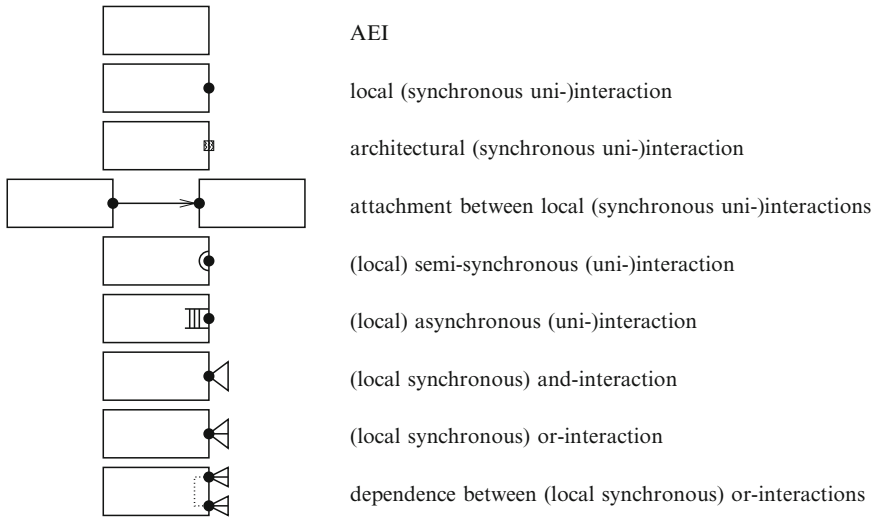 AEI
local (synchronous uni-)interaction
architectural (synchronous uni-)interaction
attachment between local (synchronous uni-)interactions
(local) semi-synchronous (uni-)interaction
(local) asynchronous (uni-)interaction
(local synchronous) and-interaction
(local synchronous) or-interaction
dependence between (local synchronous) or-interactions